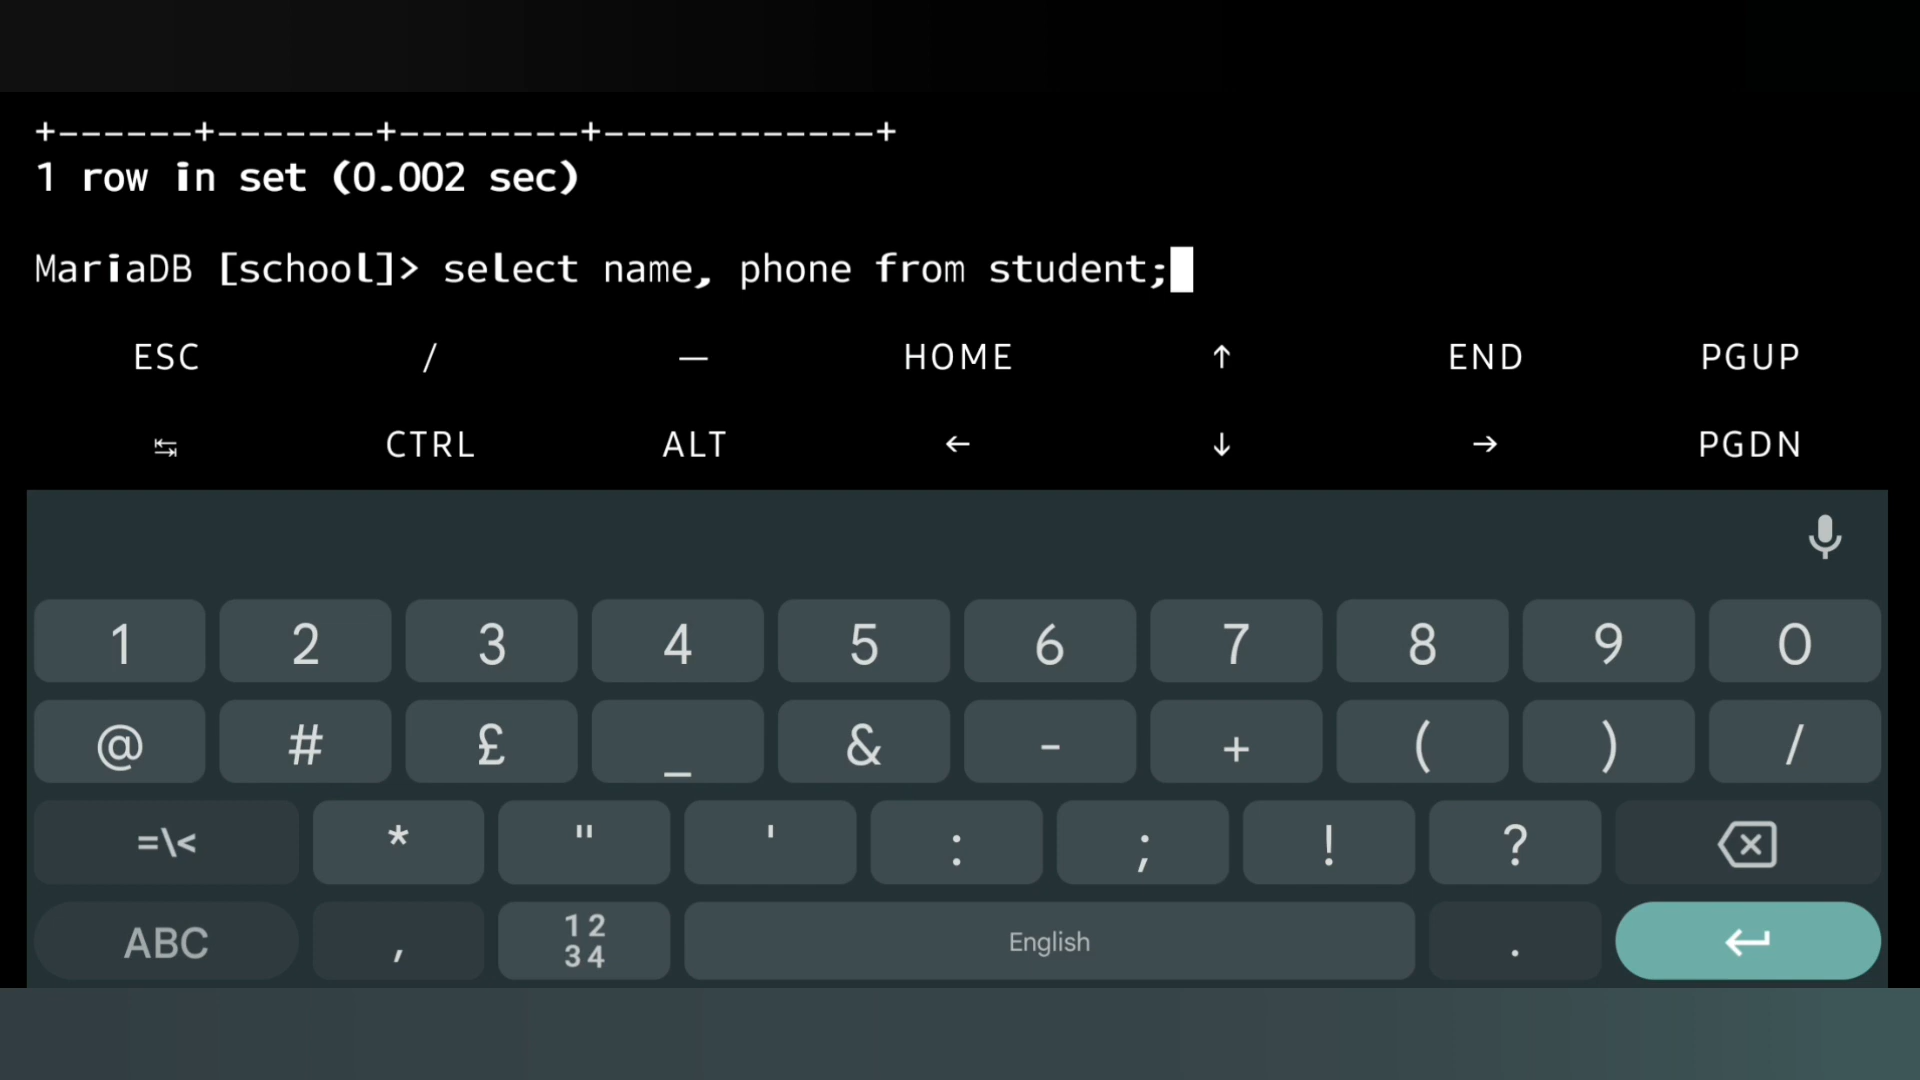 +------+-------+--------+------------+
1 row in set (0.002 sec)
MariaDB [school]> select name, phone from student;
ESC / — HOME ↑ END PGUP
↹ CTRL ALT ← ↓ → PGDN
1 2 3 4 5 6 7 8 9 0
@ # £ _ & - + ( ) /
=\< * " ' : ; ! ?
ABC , 12 English .
34